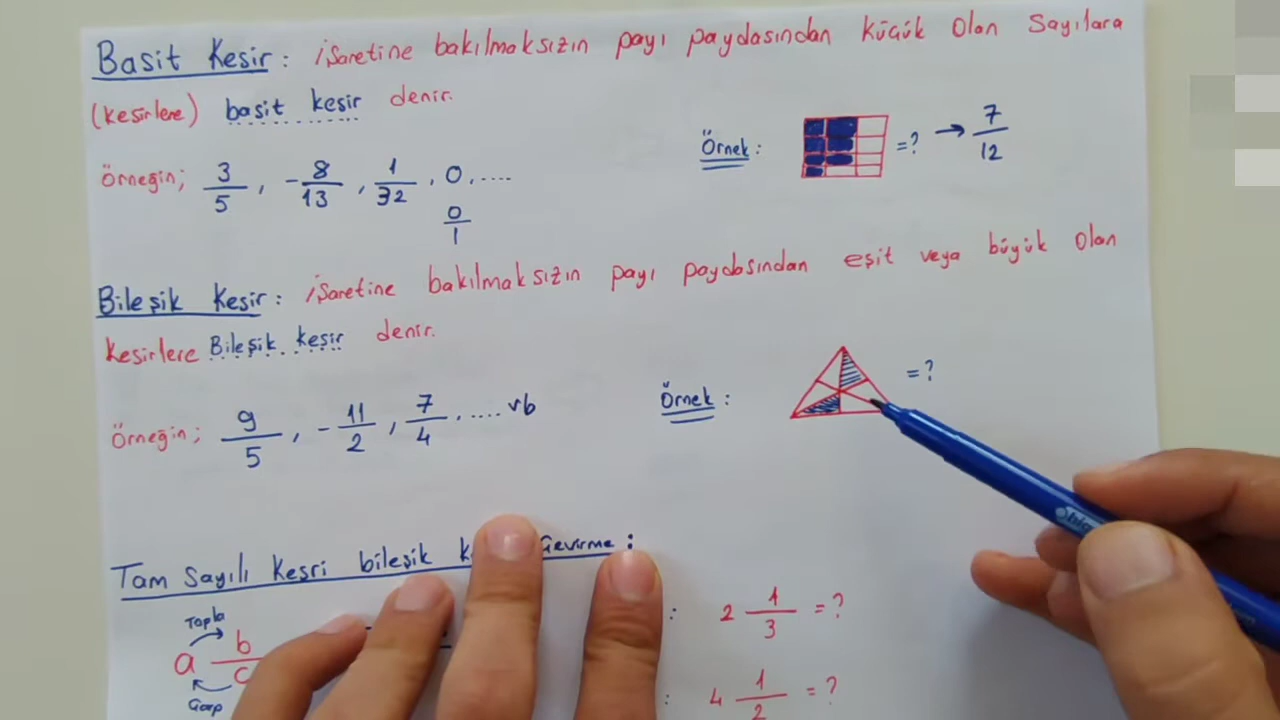 Basit Kesir : işaretine bakılmaksızın payı paydasından küçük olan sayılara
(kesirlere) basit kesir denir.
Örneğin; 3/5, -8/13, 1/32, 0, ....
0/1
Örnek : =? → 7/12
Bileşik Kesir : işaretine bakılmaksızın payı paydasından eşit veya büyük olan
kesirlere Bileşik kesir denir.
Örneğin; 9/5, -11/2, 7/4, .... vb
Örnek : =?
Tam Sayılı Kesri bileşik Çevirme :
Topla
a b/c
Çarp
: 2 1/3 = ?
: 4 1/2 = ?